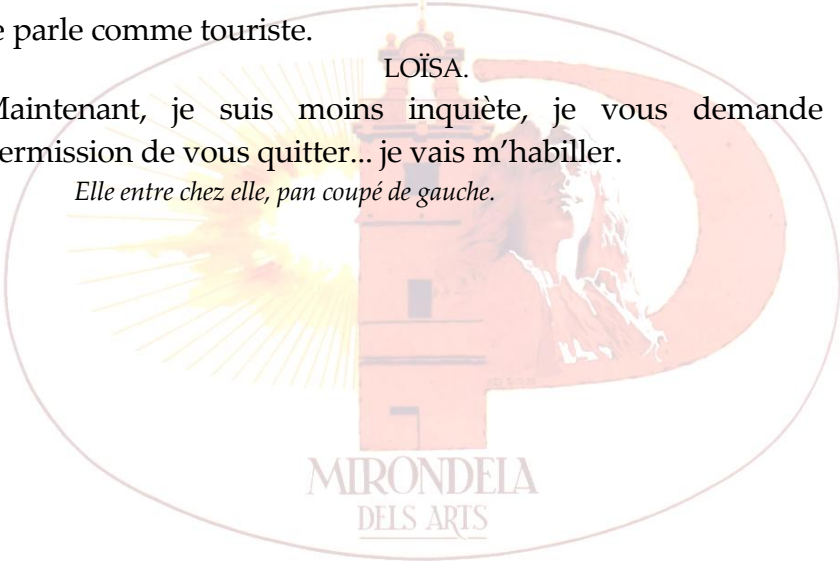 e parle comme touriste.
LOÏSA.
Maintenant, je suis moins inquiète, je vous demande
ermission de vous quitter... je vais m'habiller.
Elle entre chez elle, pan coupé de gauche.
MIRONDELA
DELS ARTS